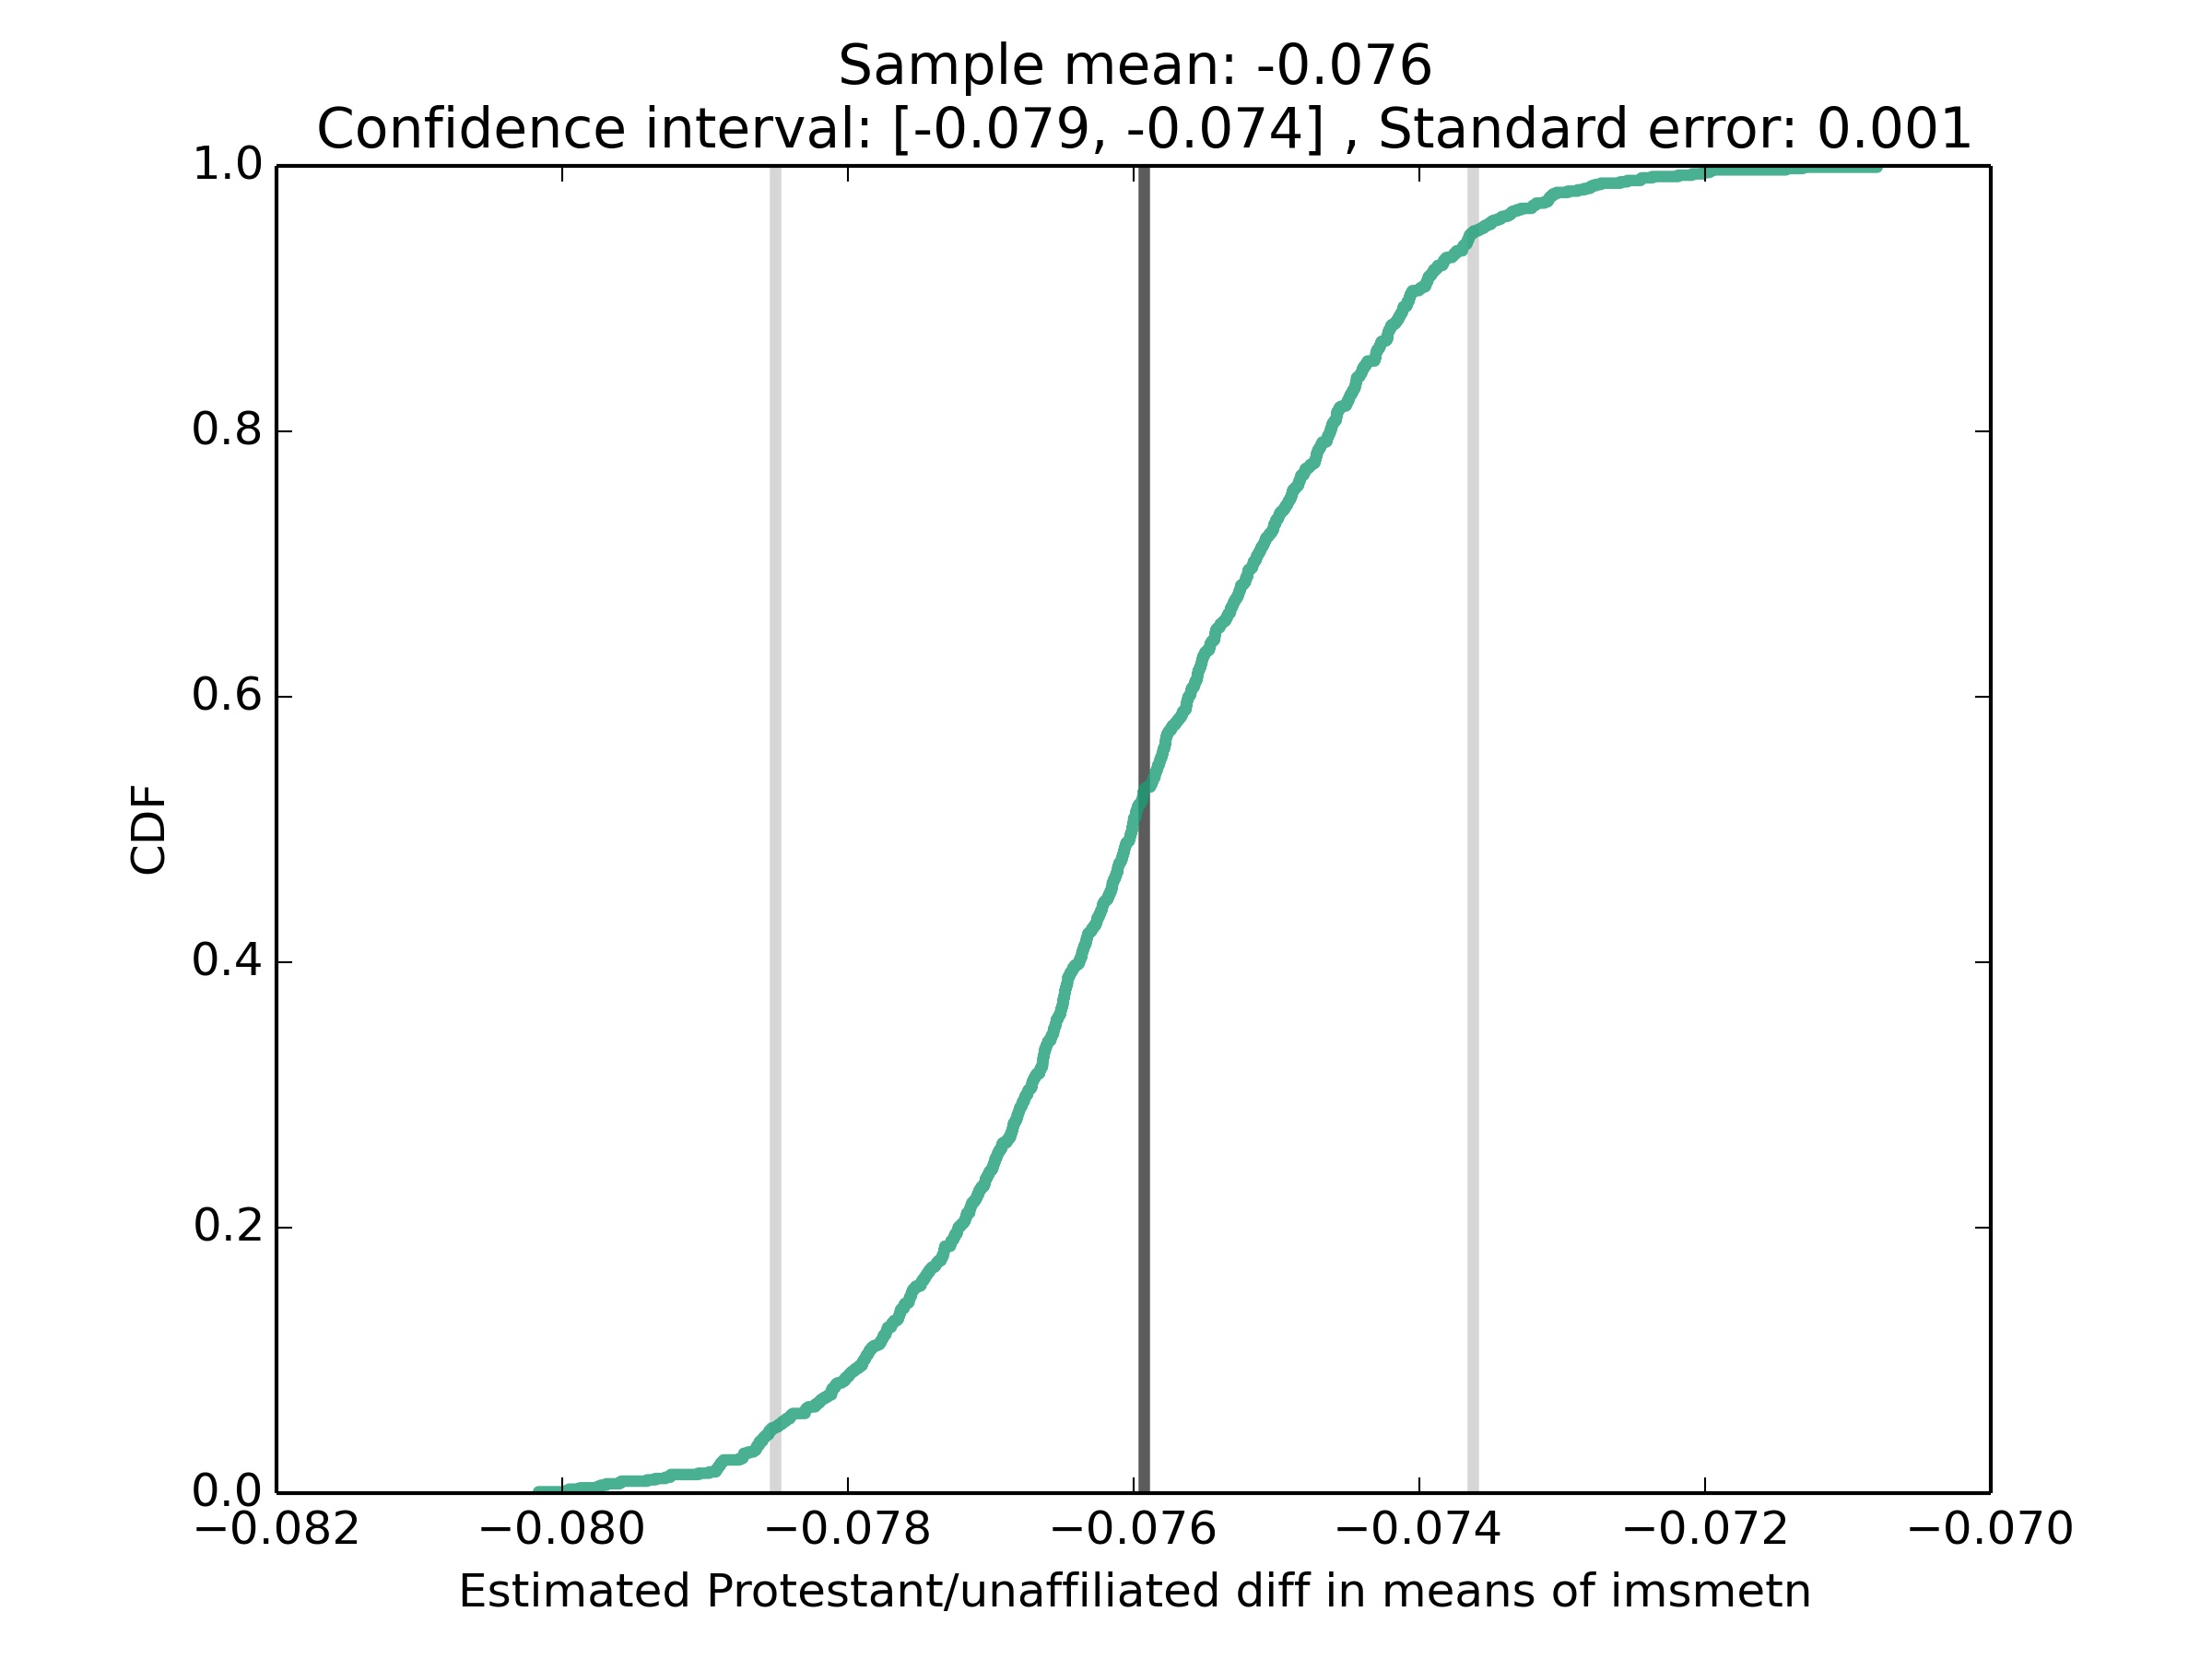 Sample mean: -0.076
Confidence interval: [-0.079, -0.074] , Standard error: 0.001
1.0
0.8
0.6
0.4
0.2
0.0
CDF
−0.082 −0.080 −0.078 −0.076 −0.074 −0.072 −0.070
Estimated Protestant/unaffiliated diff in means of imsmetn